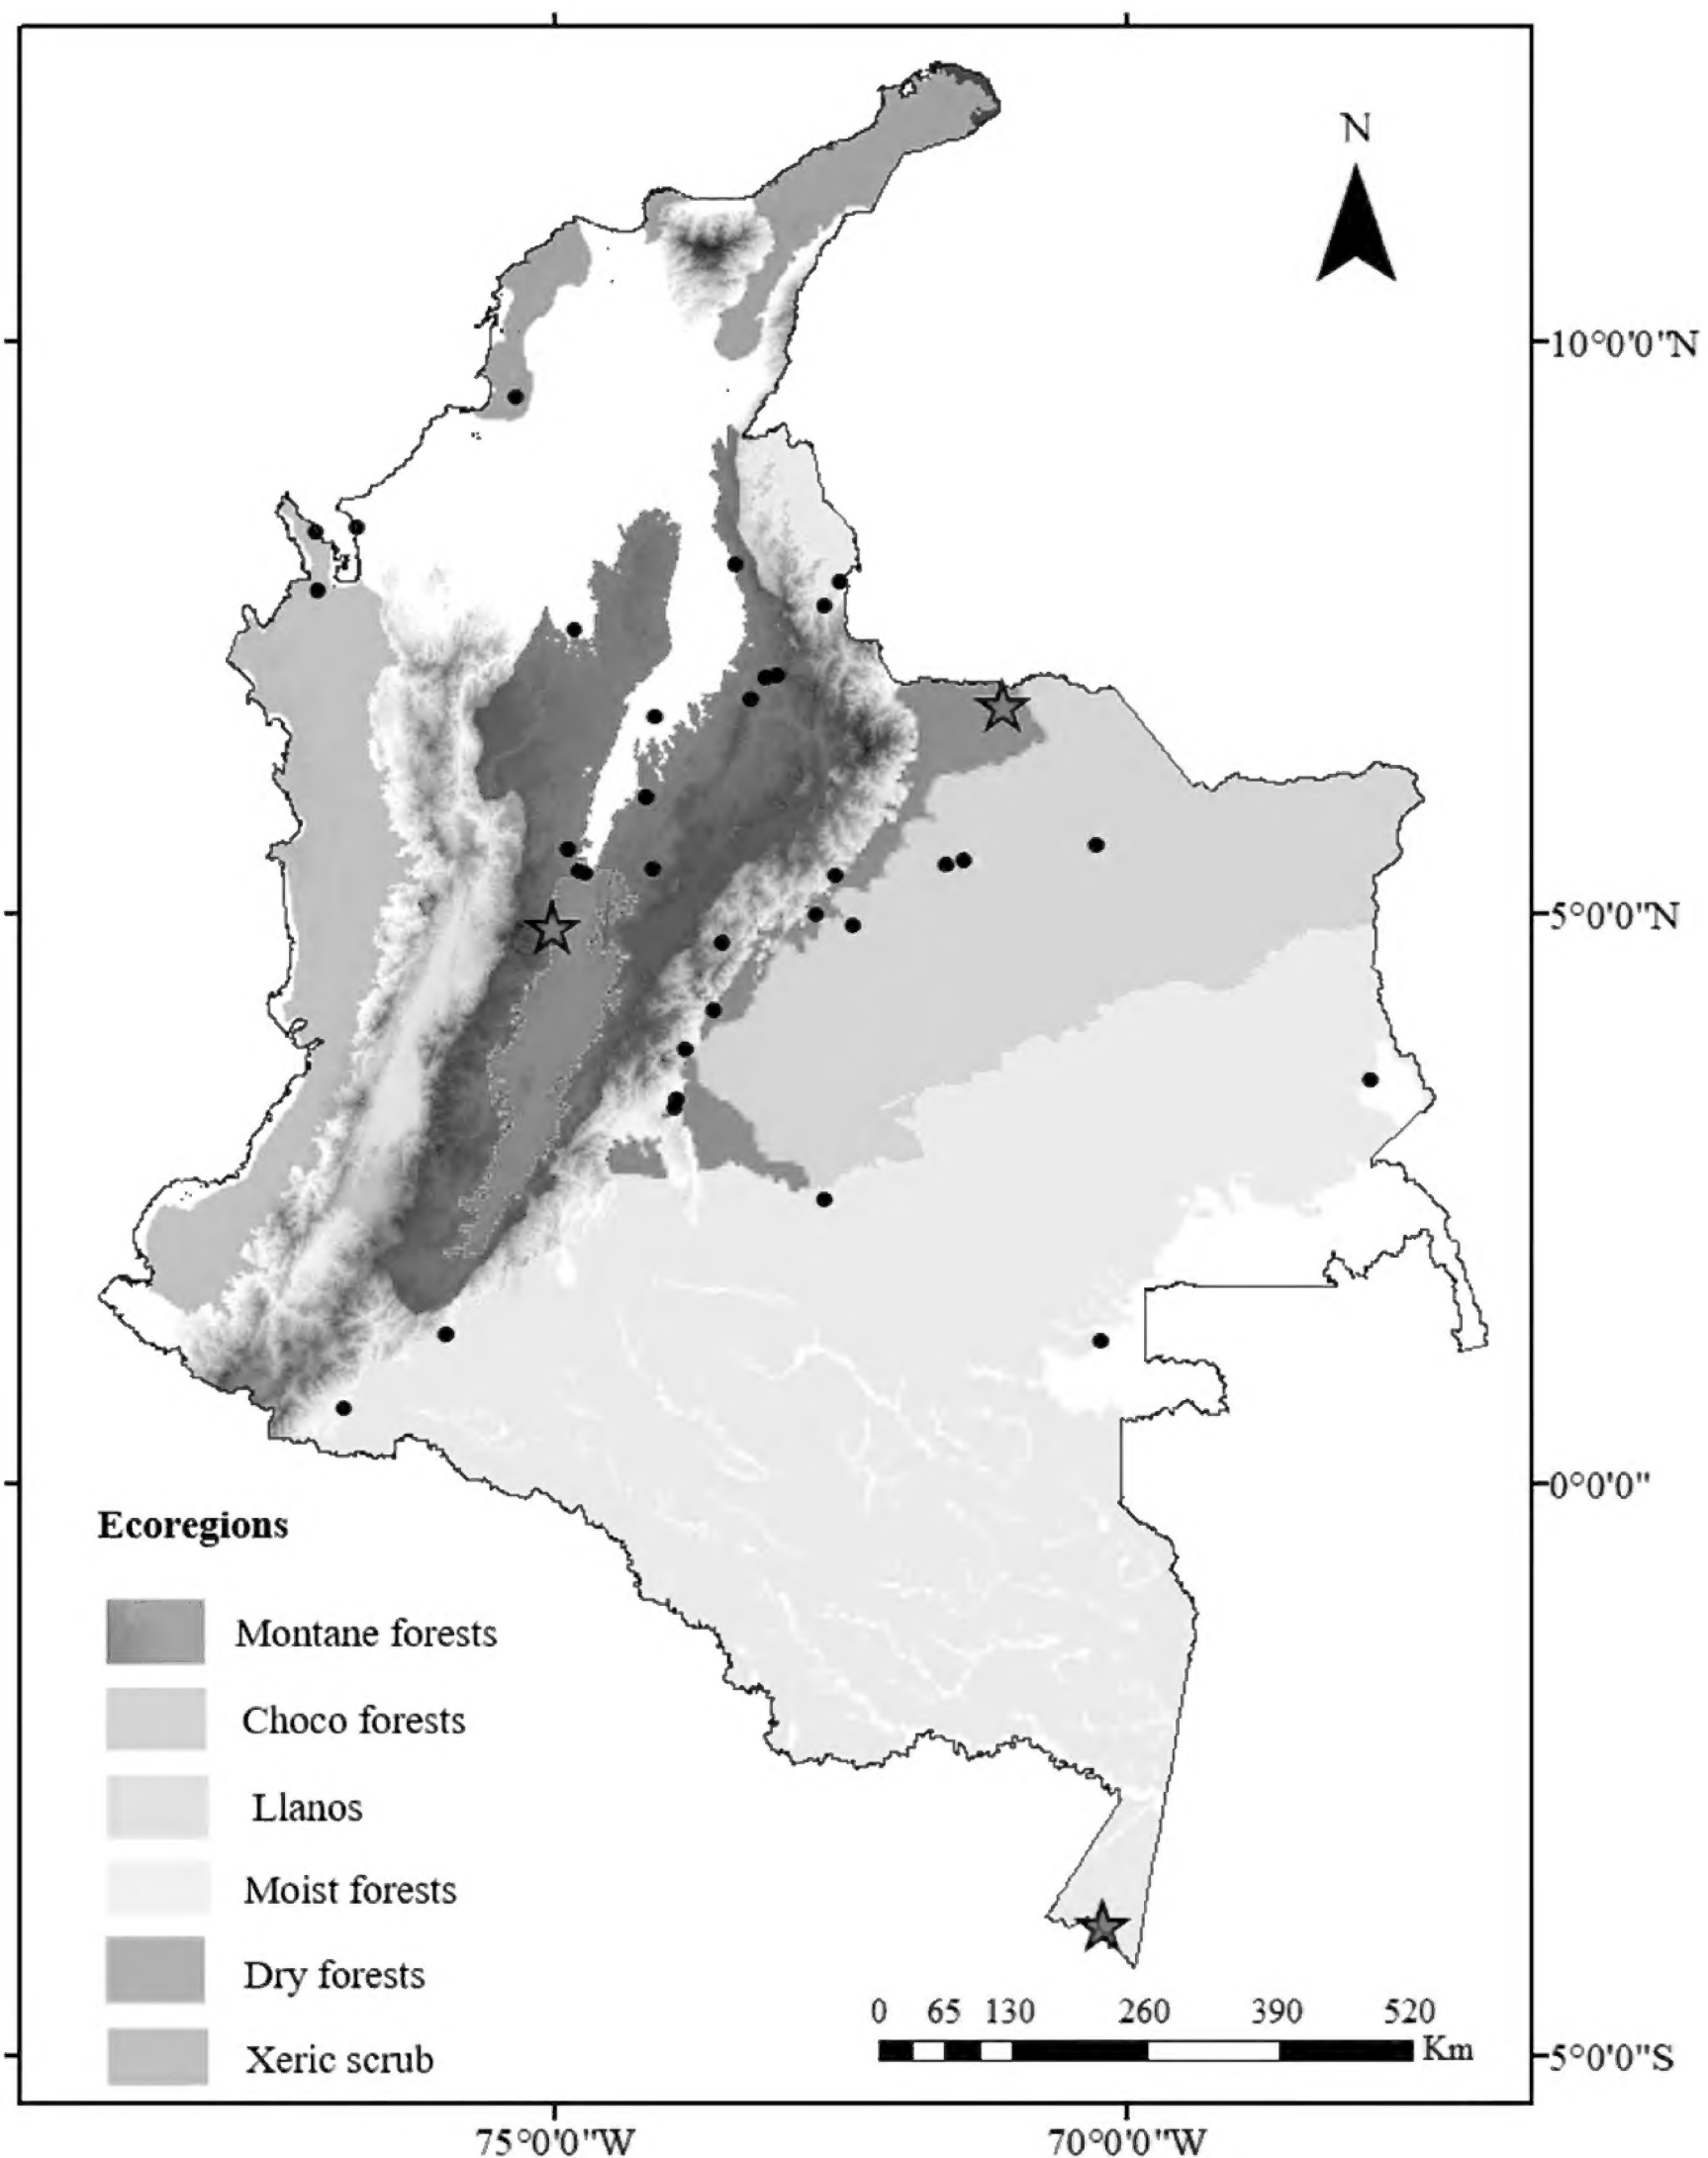 N
10°0'0"N
5°0'0"N
0°0'0"
Ecoregions
Montane forests
Choco forests
Llanos
Moist forests
Dry forests
Xeric scrub
0 65 130 260 390 520
Km
5°0'0"S
75°0'0"W 70°0'0"W